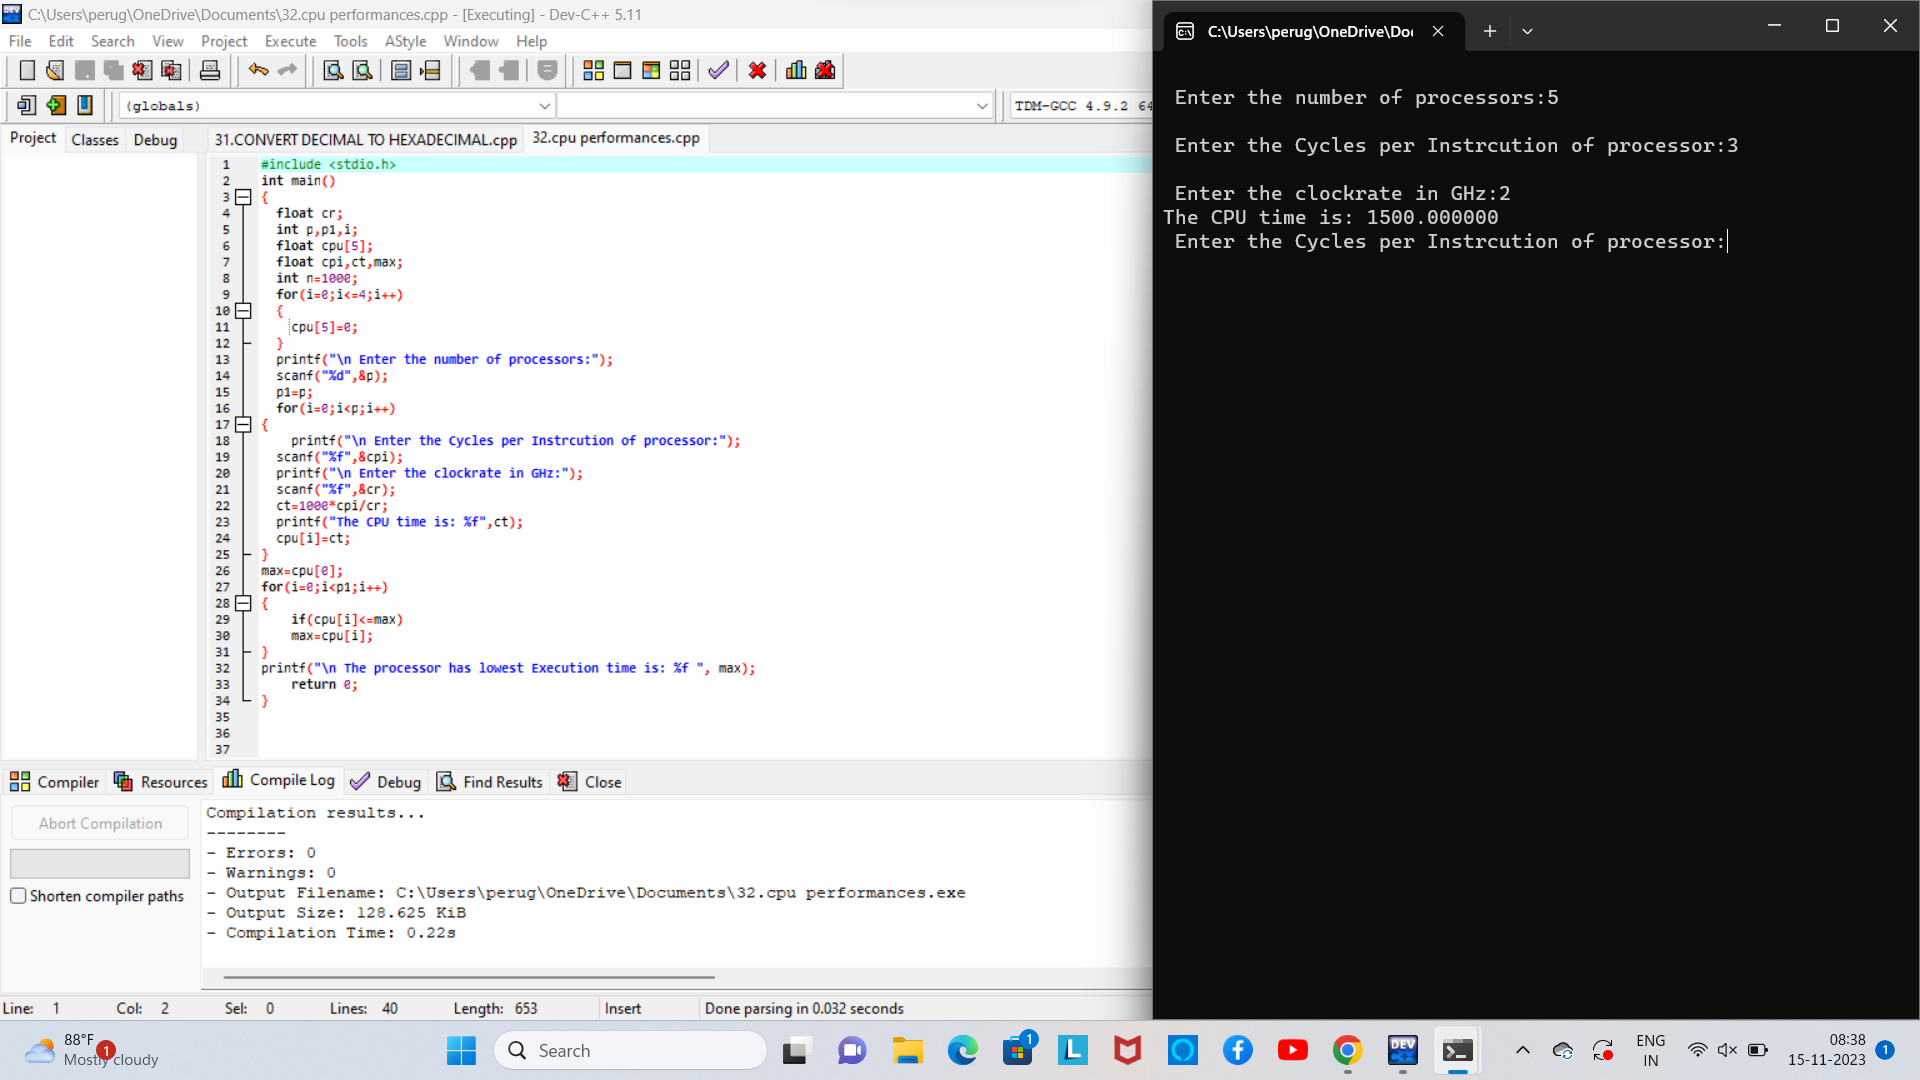 C:\Users\perug\OneDrive\Documents\32.cpu performances.cpp - [Executing] - Dev-C++ 5.11
File Edit Search View Project Execute Tools AStyle Window Help
(globals)
TDM-GCC 4.9.2 64
Project Classes Debug
31.CONVERT DECIMAL TO HEXADECIMAL.cpp 32.cpu performances.cpp
1 #include <stdio.h>
2 int main()
3 {
4 float cr;
5 int p,p1,i;
6 float cpu[5];
7 float cpi,ct,max;
8 int n=1000;
9 for(i=0;i<=4;i++)
10 {
11 cpu[5]=0;
12 }
13 printf("\n Enter the number of processors:");
14 scanf("%d",&p);
15 p1=p;
16 for(i=0;i<p;i++)
17 {
18 printf("\n Enter the Cycles per Instrcution of processor:");
19 scanf("%f",&cpi);
20 printf("\n Enter the clockrate in GHz:");
21 scanf("%f",&cr);
22 ct=1000*cpi/cr;
23 printf("The CPU time is: %f",ct);
24 cpu[i]=ct;
25 }
26 max=cpu[0];
27 for(i=0;i<p1;i++)
28 {
29 if(cpu[i]<=max)
30 max=cpu[i];
31 }
32 printf("\n The processor has lowest Execution time is: %f ", max);
33 return 0;
34 }
35
36
37
Compiler Resources Compile Log Debug Find Results Close
Abort Compilation
Shorten compiler paths
Compilation results...
--------
- Errors: 0
- Warnings: 0
- Output Filename: C:\Users\perug\OneDrive\Documents\32.cpu performances.exe
- Output Size: 128.625 KiB
- Compilation Time: 0.22s
Line: 1 Col: 2 Sel: 0 Lines: 40 Length: 653 Insert Done parsing in 0.032 seconds
C:\Users\perug\OneDrive\Doc
Enter the number of processors:5
Enter the Cycles per Instrcution of processor:3
Enter the clockrate in GHz:2
The CPU time is: 1500.000000
Enter the Cycles per Instrcution of processor:
88°F
Mostly cloudy
1
Search
1
L
DEV
C++
ENG
IN
08:38
15-11-2023
1